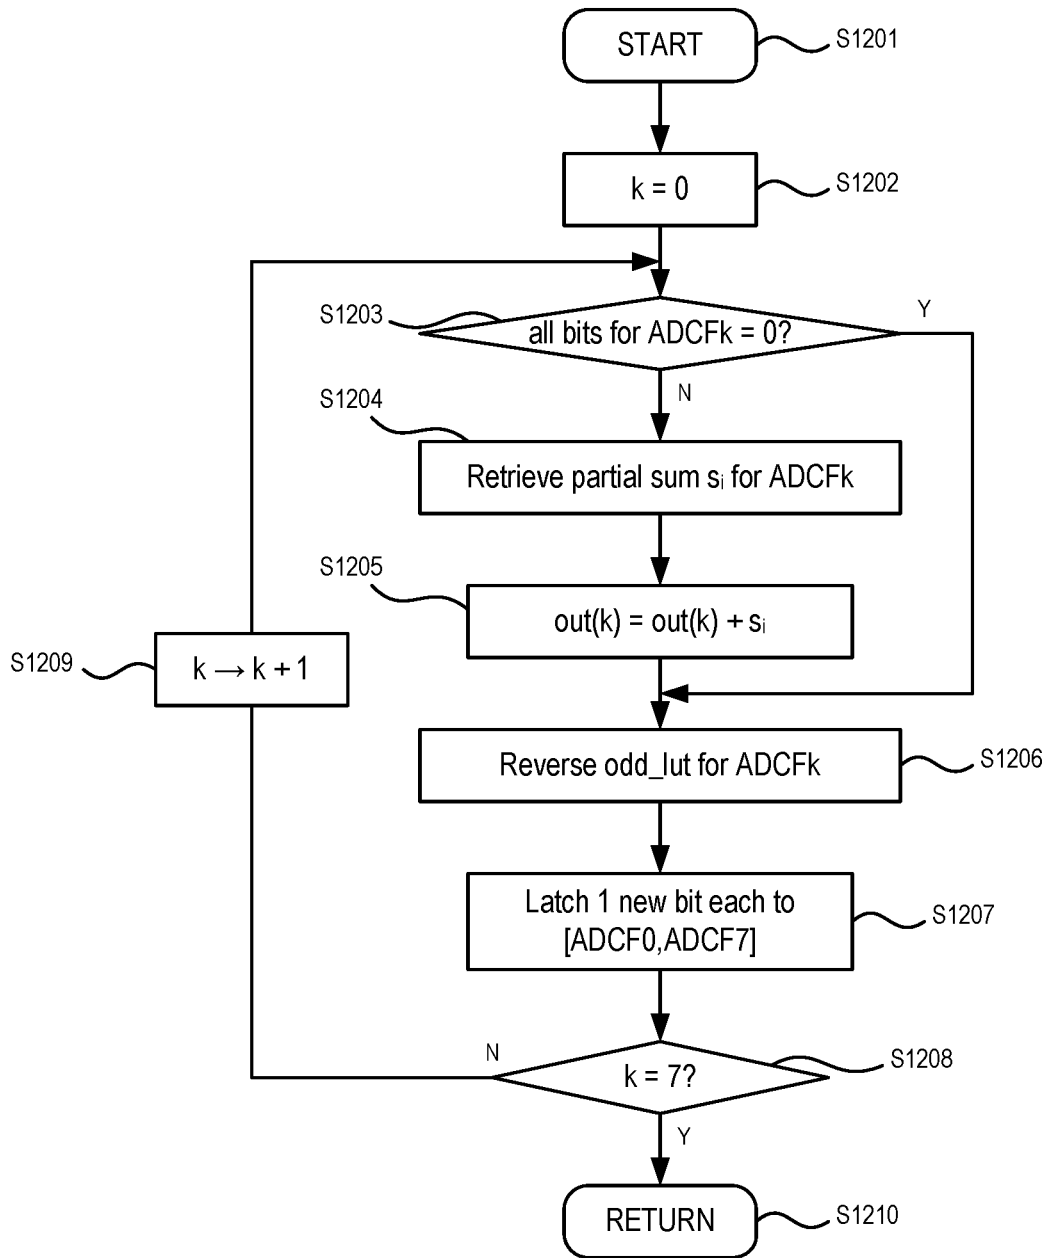 START
S1201
k = 0
S1202
S1203
all bits for ADCFk = 0?
Y
N
S1204
Retrieve partial sum sᵢ for ADCFk
S1205
out(k) = out(k) + sᵢ
S1209
k → k + 1
Reverse odd_lut for ADCFk
S1206
Latch 1 new bit each to
[ADCF0,ADCF7]
S1207
N
k = 7?
S1208
Y
RETURN
S1210